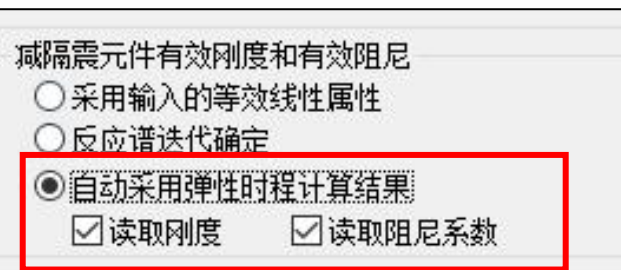 减隔震元件有效刚度和有效阻尼
采用输入的等效线性属性
反应谱迭代确定
自动采用弹性时程计算结果
读取刚度 读取阻尼系数